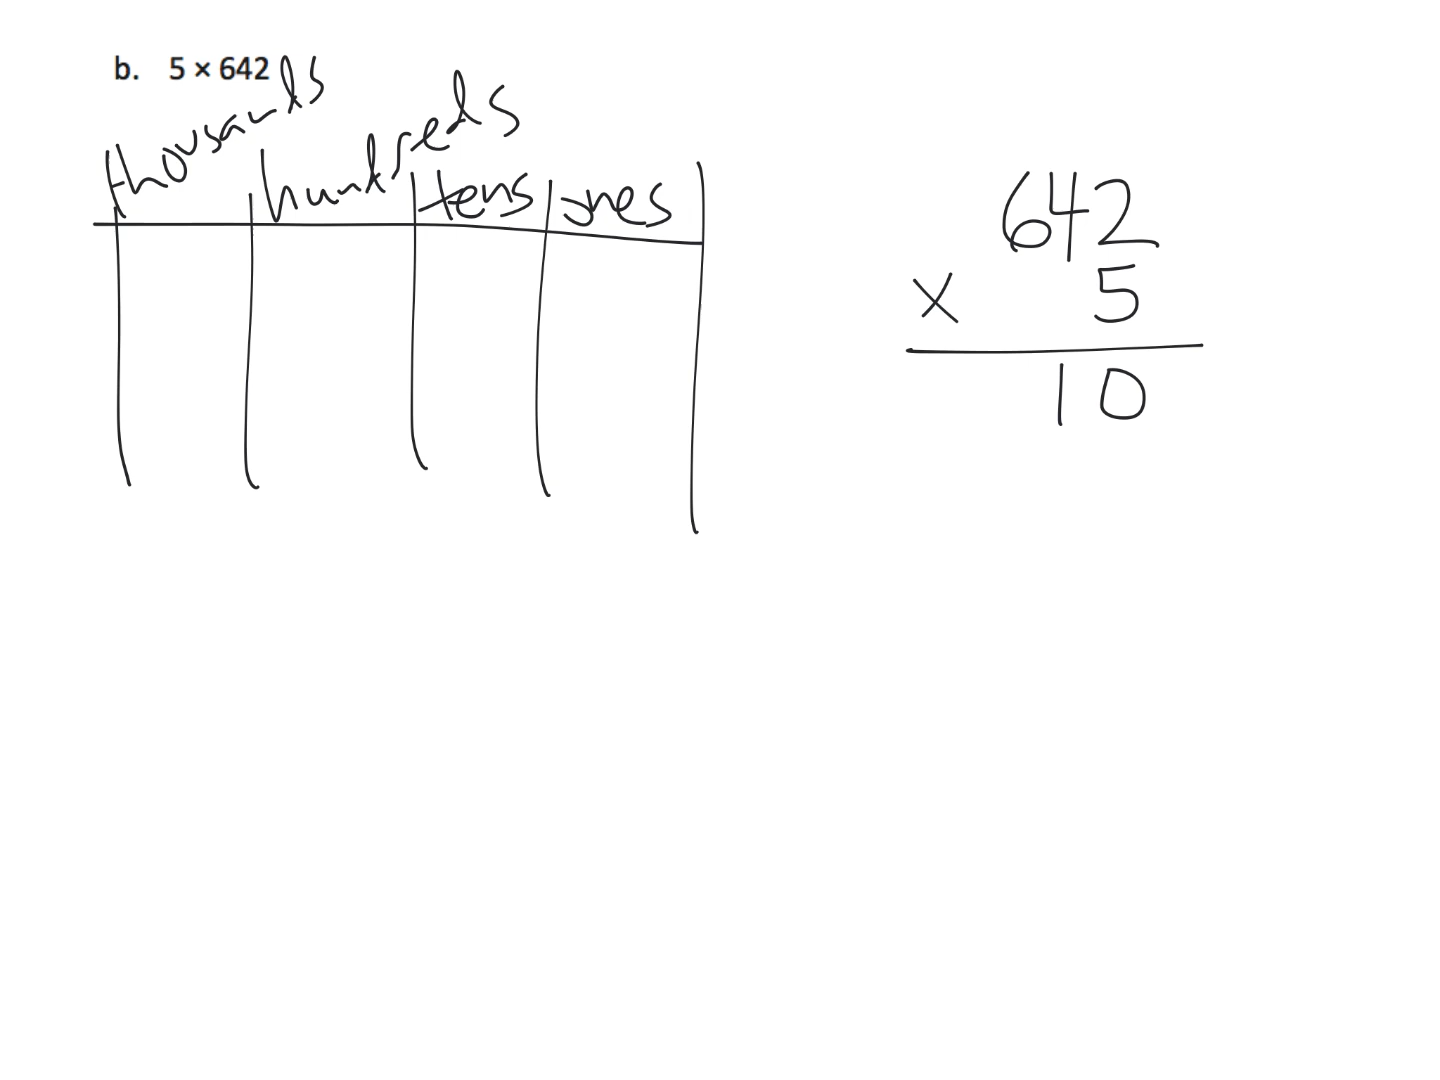 b. 5 × 642
thousands hundreds tens ones
642
× 5
10